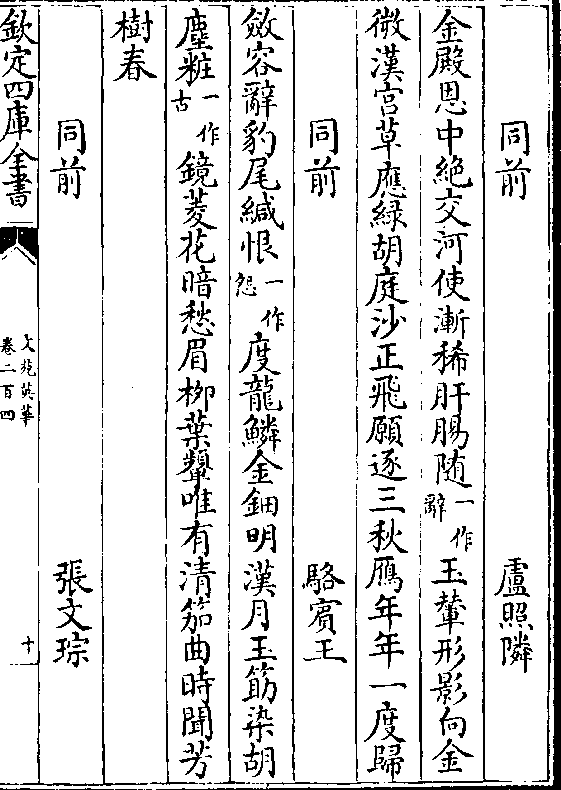 同前 盧照隣
金殿恩中絶交河使漸稀肝腸随一作辭玉輦形影向金
微漢宫草應綠胡庭沙正飛願逐三秋鴈年年一度歸
同前 駱賓王
斂容辭豹尾緘恨一作怨度龍鱗金鈿明漢月玉筯染胡
塵粧一作古鏡菱花暗愁眉柳葉顰唯有清笳曲時聞芳
樹春
同前 張文琮
欽定四庫全書
文苑英華
卷二百四
十